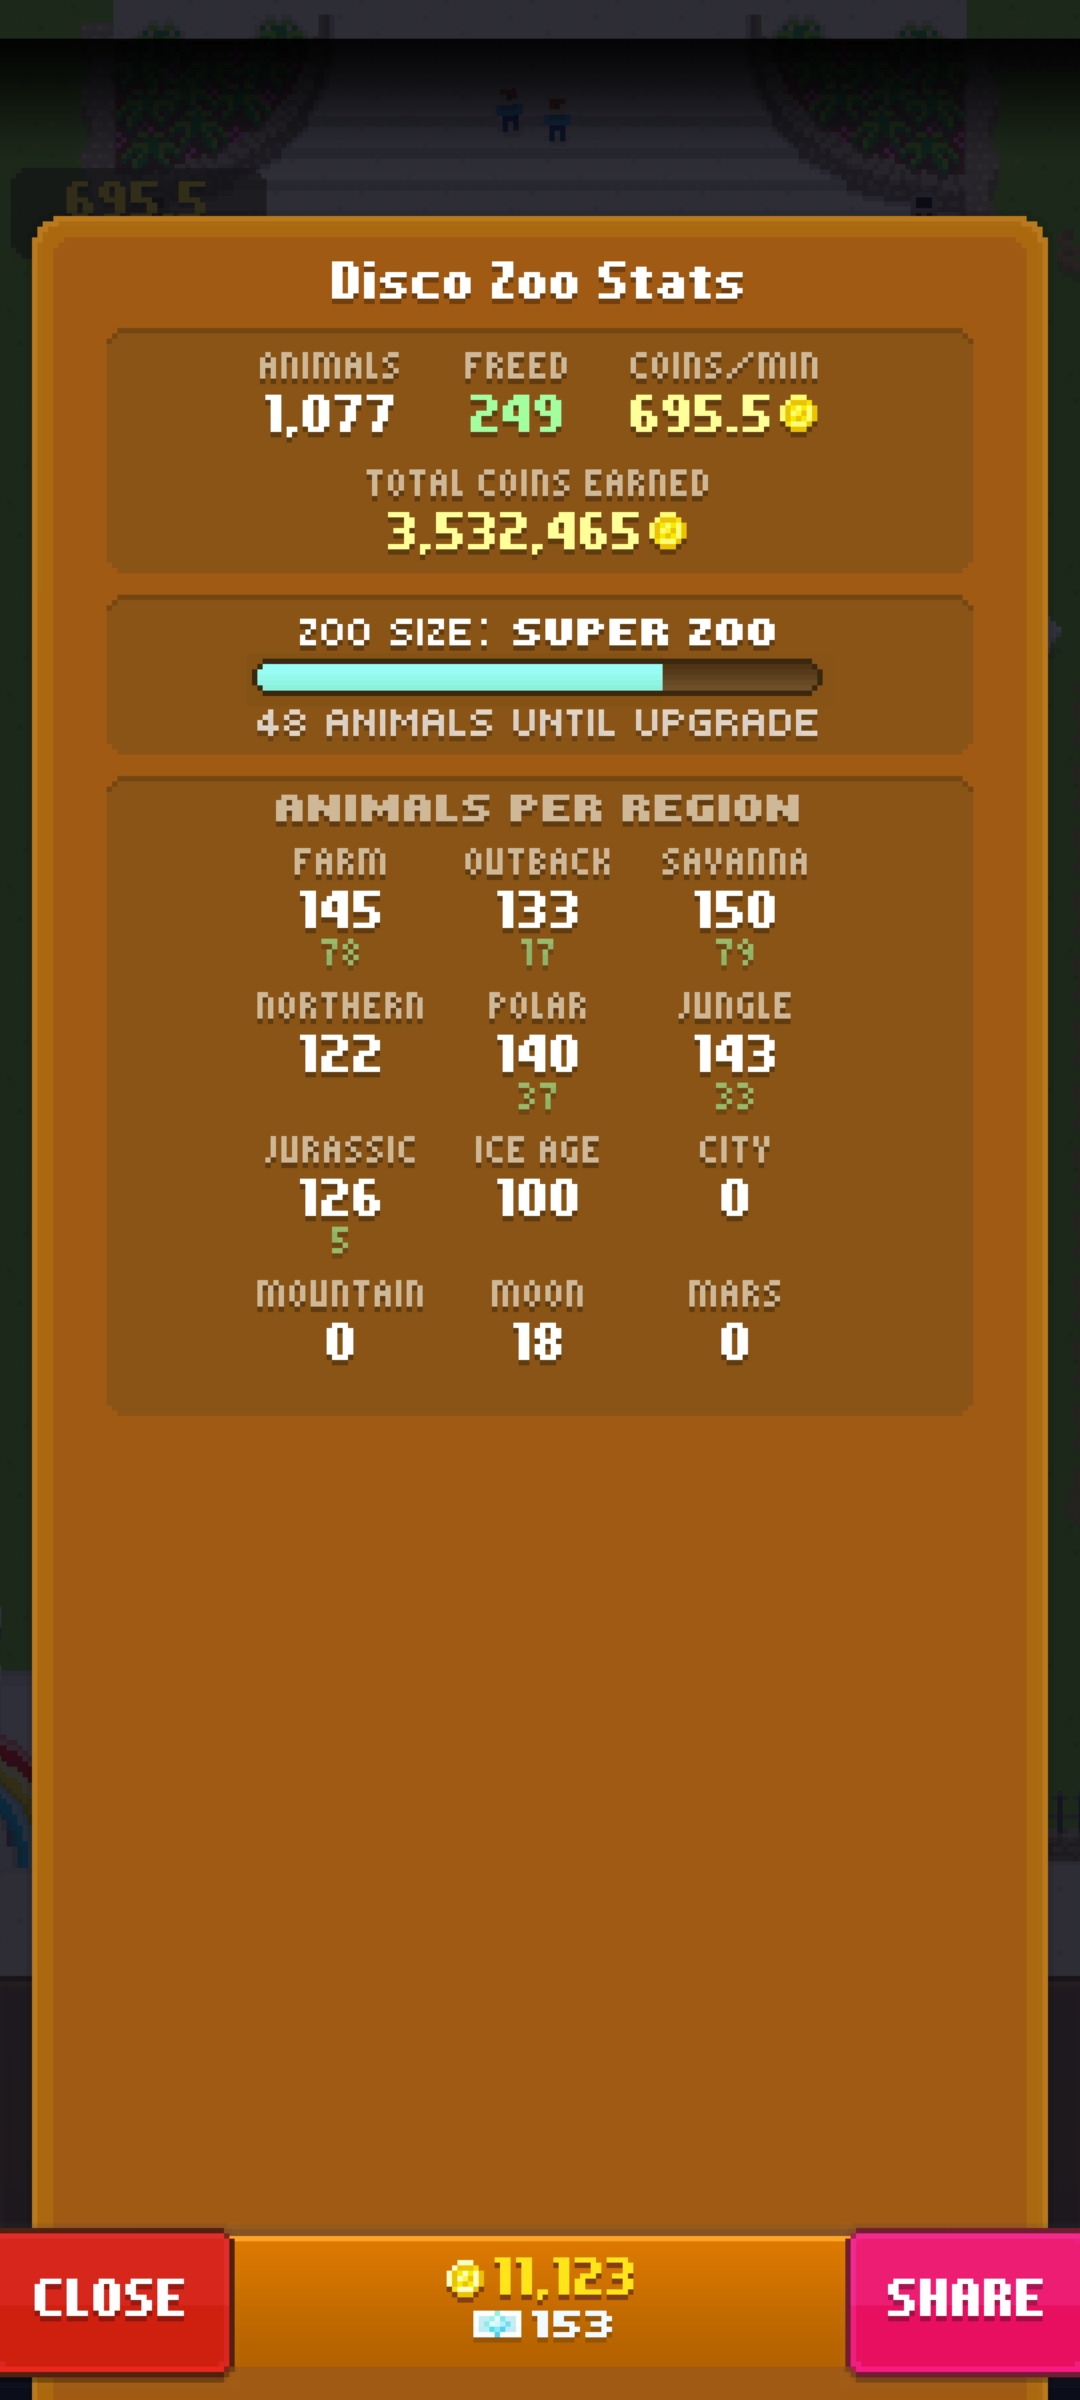 695.5
Disco Zoo Stats
ANIMALS FREED COINS/MIN
1,077 249 695.5
TOTAL COINS EARNED
3,532,465
ZOO SIZE: SUPER ZOO
48 ANIMALS UNTIL UPGRADE
ANIMALS PER REGION
FARM OUTBACK SAVANNA
145 133 150
78 17 79
NORTHERN POLAR JUNGLE
122 140 143
37 33
JURASSIC ICE AGE CITY
126 100 0
5
MOUNTAIN MOON MARS
0 18 0
CLOSE 11,123 SHARE
153